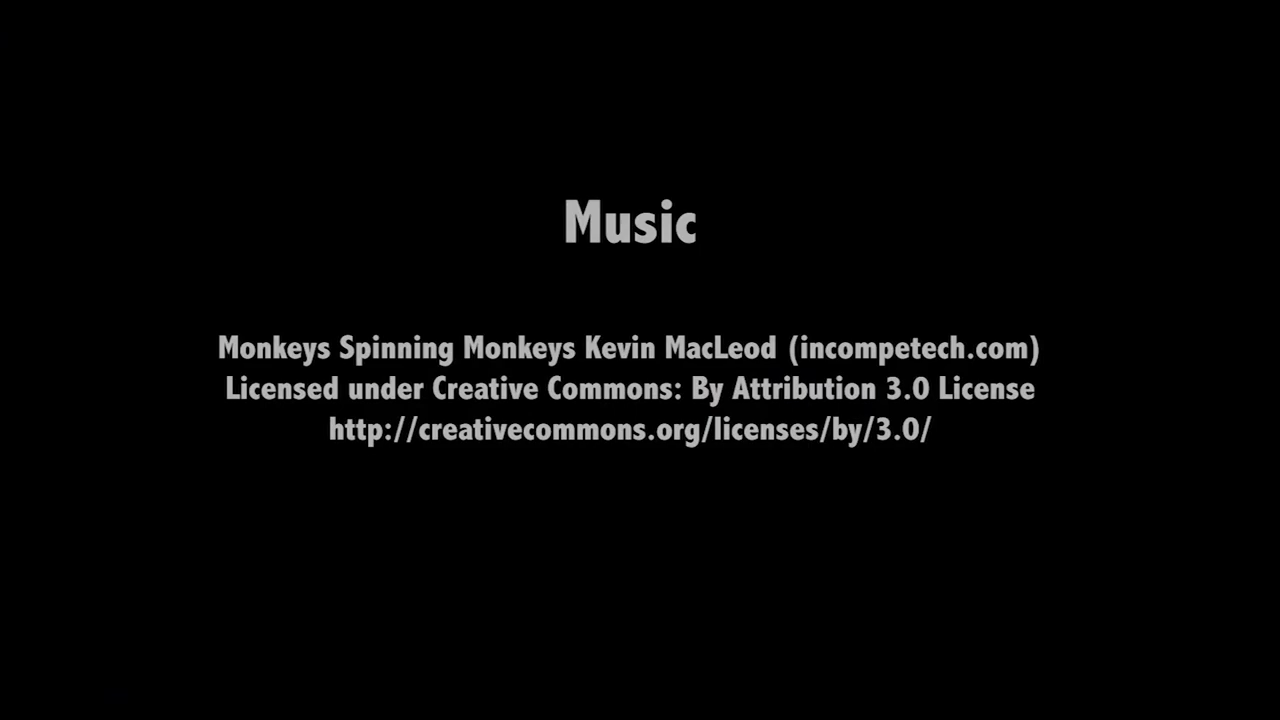 Music
Monkeys Spinning Monkeys Kevin MacLeod (incompetech.com)
Licensed under Creative Commons: By Attribution 3.0 License
http://creativecommons.org/licenses/by/3.0/